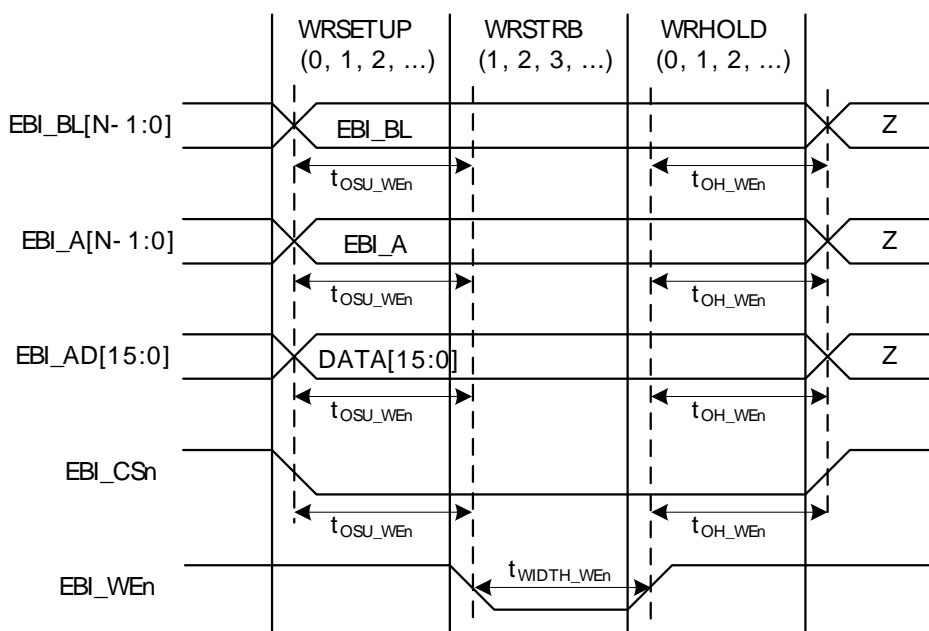 WRSETUP WRSTRB WRHOLD
(0, 1, 2, ...) (1, 2, 3, ...) (0, 1, 2, ...)
EBI_BL[N-1:0] EBI_BL Z
tOSU_WEn tOH_WEn
EBI_A[N-1:0] EBI_A Z
tOSU_WEn tOH_WEn
EBI_AD[15:0] DATA[15:0] Z
tOSU_WEn tOH_WEn
EBI_CSn
tOSU_WEn tOH_WEn
EBI_WEn tWIDTH_WEn